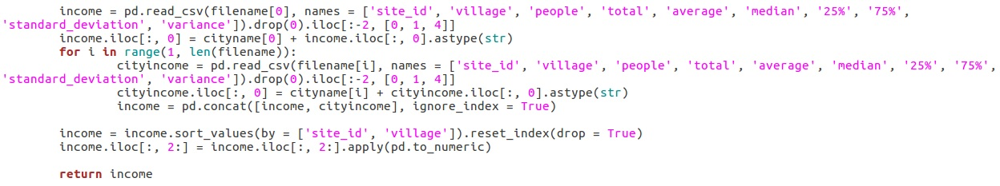 income = pd.read_csv(filename[0], names = ['site_id', 'village', 'people', 'total', 'average', 'median', '25%', '75%',
'standard_deviation', 'variance']).drop(0).iloc[:-2, [0, 1, 4]]
income.iloc[:, 0] = cityname[0] + income.iloc[:, 0].astype(str)
for i in range(1, len(filename)):
cityincome = pd.read_csv(filename[i], names = ['site_id', 'village', 'people', 'total', 'average', 'median', '25%', '75%',
'standard_deviation', 'variance']).drop(0).iloc[:-2, [0, 1, 4]]
cityincome.iloc[:, 0] = cityname[i] + cityincome.iloc[:, 0].astype(str)
income = pd.concat([income, cityincome], ignore_index = True)
income = income.sort_values(by = ['site_id', 'village']).reset_index(drop = True)
income.iloc[:, 2:] = income.iloc[:, 2:].apply(pd.to_numeric)
return income